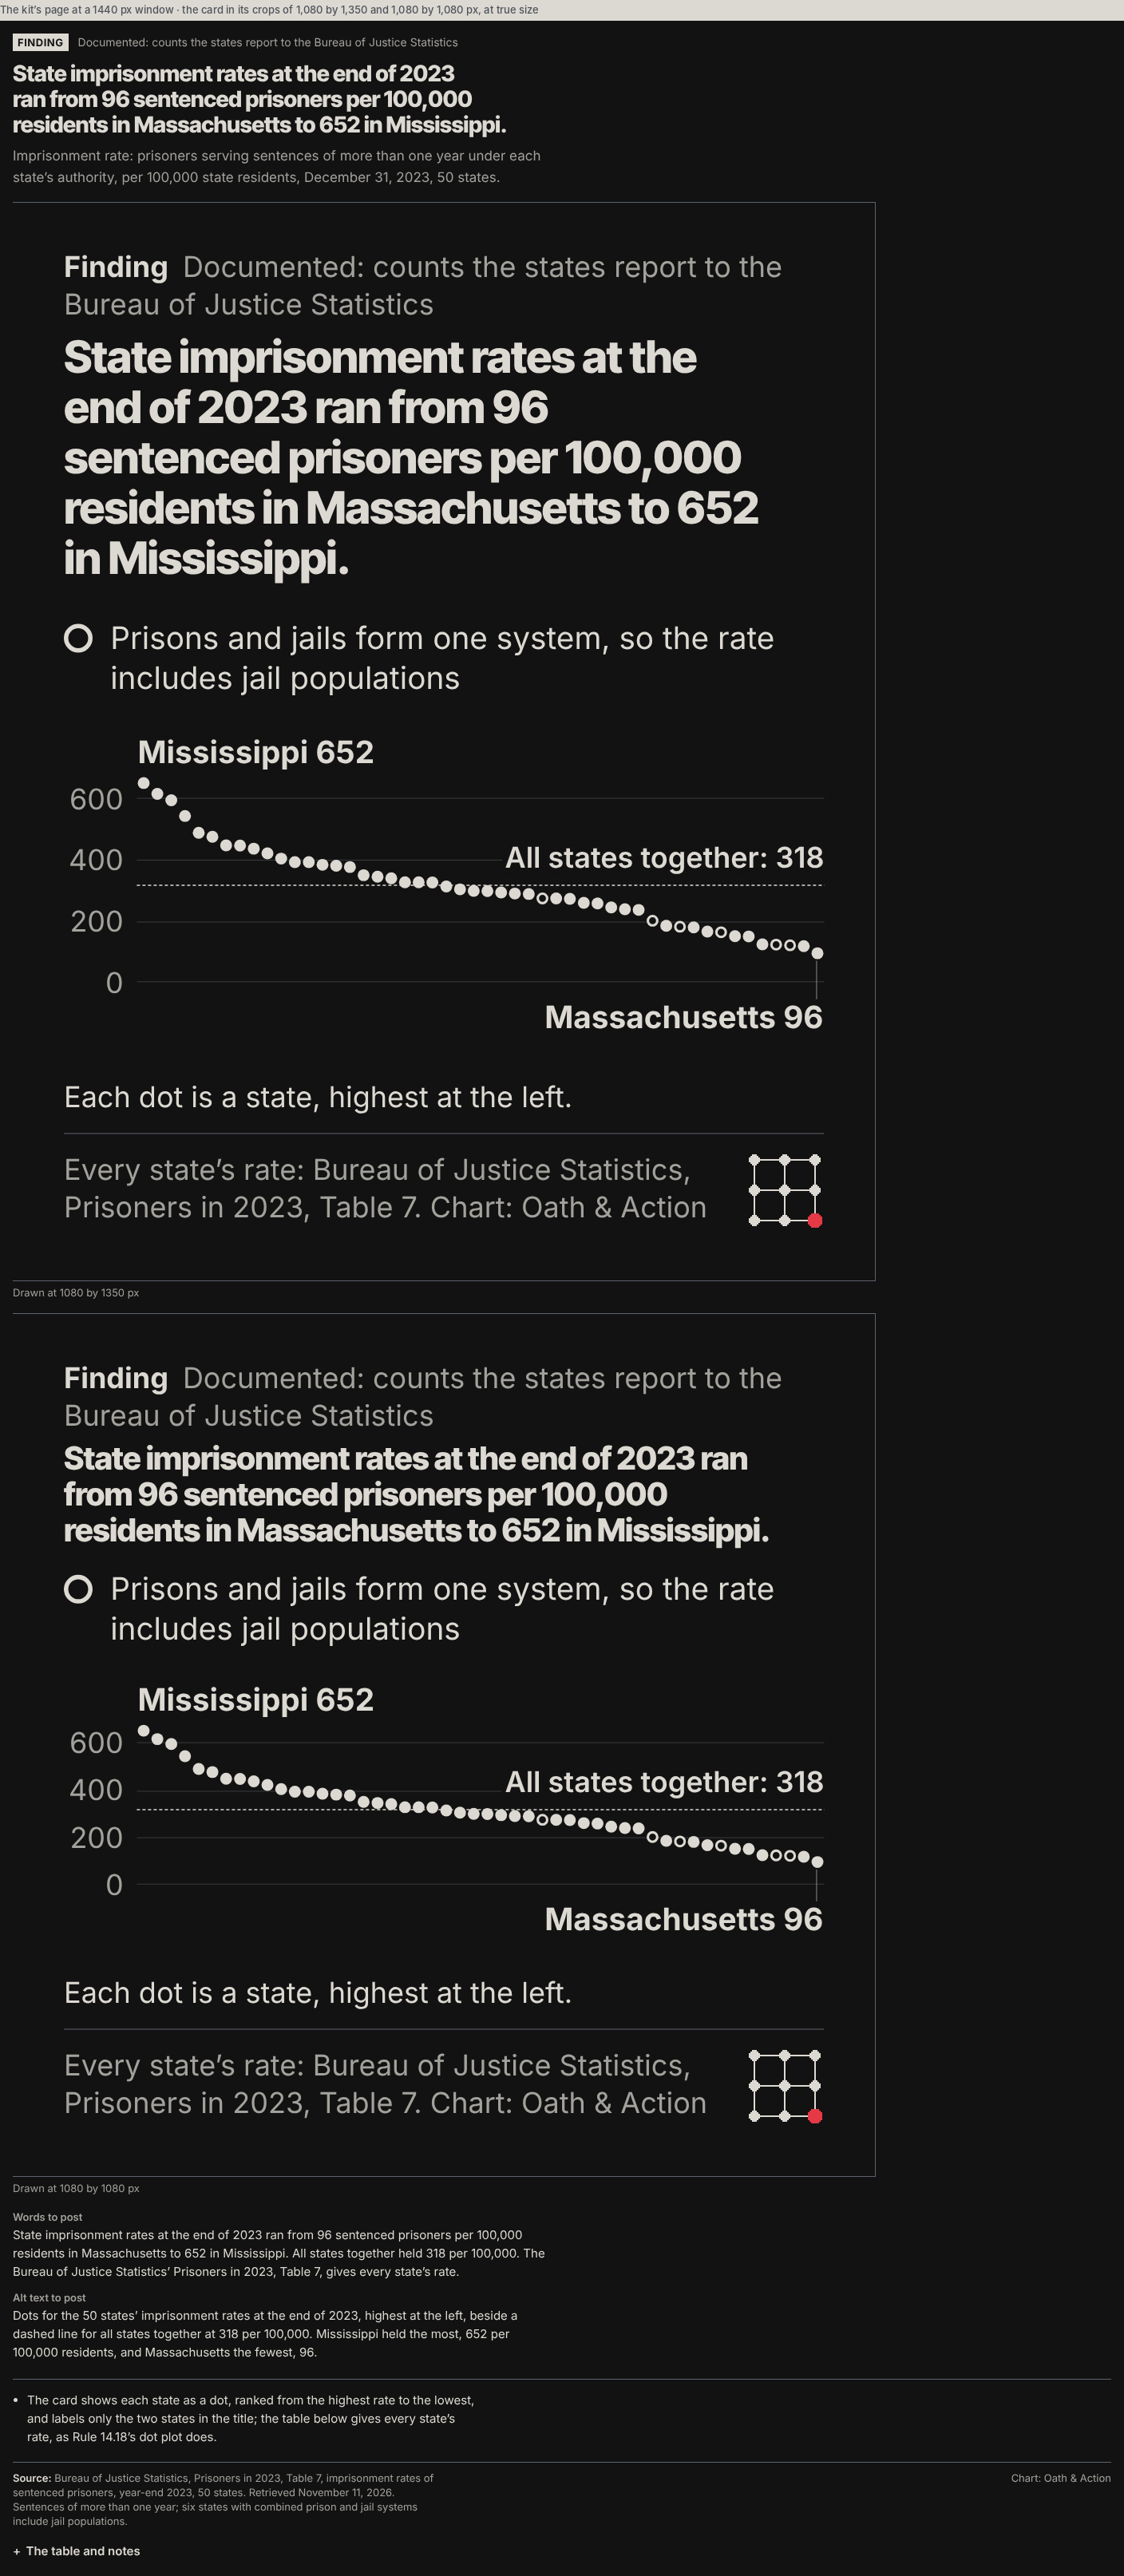 The kit's page at a 1440 px window · the card in its crops of 1,080 by 1,350 and 1,080 by 1,080 px, at true size
FINDING Documented: counts the states report to the Bureau of Justice Statistics
State imprisonment rates at the end of 2023
ran from 96 sentenced prisoners per 100,000
residents in Massachusetts to 652 in Mississippi.
Imprisonment rate: prisoners serving sentences of more than one year under each
state’s authority, per 100,000 state residents, December 31, 2023, 50 states.
Finding Documented: counts the states report to the
Bureau of Justice Statistics
State imprisonment rates at the
end of 2023 ran from 96
sentenced prisoners per 100,000
residents in Massachusetts to 652
in Mississippi.
Prisons and jails form one system, so the rate
includes jail populations
Mississippi 652
600
400
All states together: 318
200
0
Massachusetts 96
Each dot is a state, highest at the left.
Every state’s rate: Bureau of Justice Statistics,
Prisoners in 2023, Table 7. Chart: Oath & Action
Drawn at 1080 by 1350 px
Finding Documented: counts the states report to the
Bureau of Justice Statistics
State imprisonment rates at the end of 2023 ran
from 96 sentenced prisoners per 100,000
residents in Massachusetts to 652 in Mississippi.
Prisons and jails form one system, so the rate
includes jail populations
Mississippi 652
600
400
All states together: 318
200
0
Massachusetts 96
Each dot is a state, highest at the left.
Every state’s rate: Bureau of Justice Statistics,
Prisoners in 2023, Table 7. Chart: Oath & Action
Drawn at 1080 by 1080 px
Words to post
State imprisonment rates at the end of 2023 ran from 96 sentenced prisoners per 100,000
residents in Massachusetts to 652 in Mississippi. All states together held 318 per 100,000. The
Bureau of Justice Statistics’ Prisoners in 2023, Table 7, gives every state’s rate.
Alt text to post
Dots for the 50 states’ imprisonment rates at the end of 2023, highest at the left, beside a
dashed line for all states together at 318 per 100,000. Mississippi held the most, 652 per
100,000 residents, and Massachusetts the fewest, 96.
• The card shows each state as a dot, ranked from the highest rate to the lowest,
and labels only the two states in the title; the table below gives every state’s
rate, as Rule 14.18’s dot plot does.
Source: Bureau of Justice Statistics, Prisoners in 2023, Table 7, imprisonment rates of
sentenced prisoners, year-end 2023, 50 states. Retrieved November 11, 2026.
Sentences of more than one year; six states with combined prison and jail systems
include jail populations.
Chart: Oath & Action
+ The table and notes